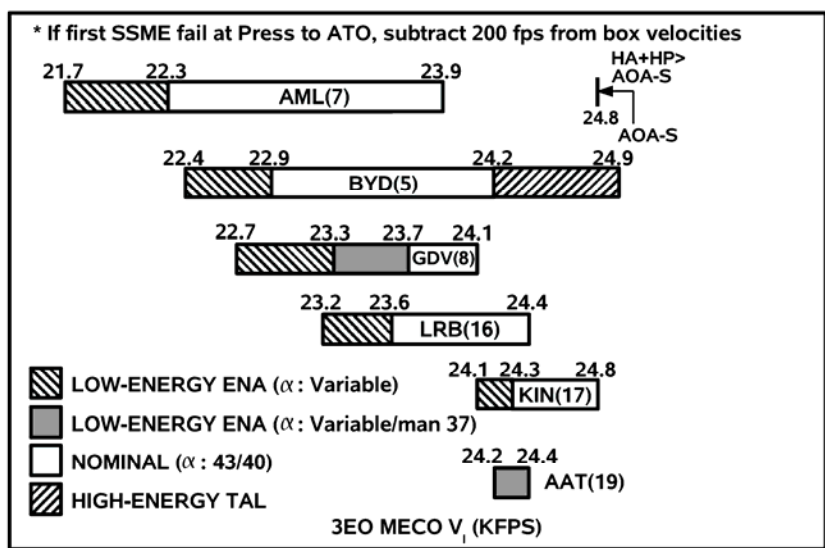 * If first SSME fail at Press to ATO, subtract 200 fps from box velocities
21.7 22.3 23.9
AML(7)
HA+HP>
AOA-S
24.8
AOA-S
22.4 22.9 24.2 24.9
BYD(5)
22.7 23.3 23.7 24.1
GDV(8)
23.2 23.6 24.4
LRB(16)
24.1 24.3 24.8
KIN(17)
24.2 24.4
AAT(19)
LOW-ENERGY ENA (α: Variable)
LOW-ENERGY ENA (α: Variable/man 37)
NOMINAL (α: 43/40)
HIGH-ENERGY TAL
3EO MECO V_I (KFPS)